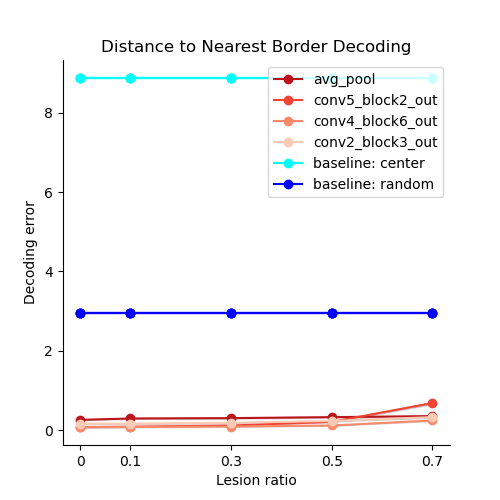 Distance to Nearest Border Decoding
avg_pool
conv5_block2_out
conv4_block6_out
conv2_block3_out
baseline: center
baseline: random
Decoding error
8
6
4
2
0
0 0.1 0.3 0.5 0.7
Lesion ratio